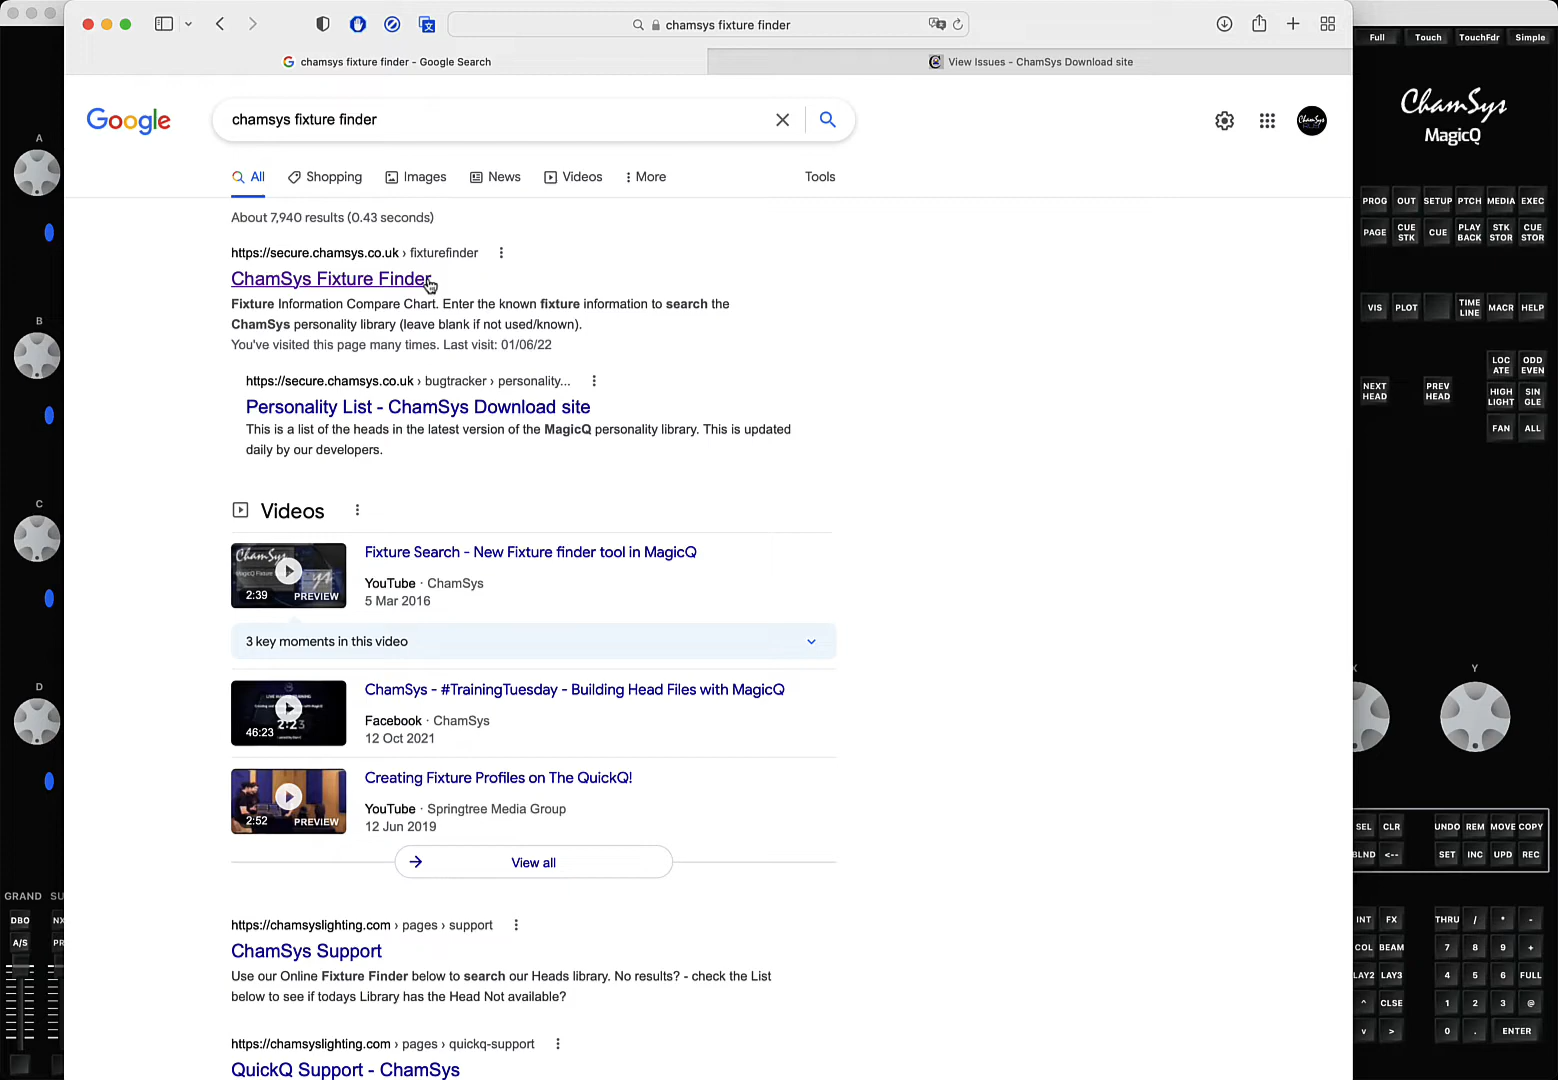 chamsys fixture finder
chamsys fixture finder - Google Search
View Issues - ChamSys Download site
Google
chamsys fixture finder
All
Shopping
Images
News
Videos
More
Tools
About 7,940 results (0.43 seconds)
https://secure.chamsys.co.uk › fixturefinder
ChamSys Fixture Finder
Fixture Information Compare Chart. Enter the known fixture information to search the
ChamSys personality library (leave blank if not used/known).
You've visited this page many times. Last visit: 01/06/22
https://secure.chamsys.co.uk › bugtracker › personality...
Personality List - ChamSys Download site
This is a list of the heads in the latest version of the MagicQ personality library. This is updated
daily by our developers.
Videos
Fixture Search - New Fixture finder tool in MagicQ
YouTube · ChamSys
5 Mar 2016
ChamSys
2:39
PREVIEW
3 key moments in this video
ChamSys - #TrainingTuesday - Building Head Files with MagicQ
Facebook · ChamSys
12 Oct 2021
46:23
Creating Fixture Profiles on The QuickQ!
YouTube · Springtree Media Group
12 Jun 2019
2:52
PREVIEW
View all
https://chamsyslighting.com › pages › support
ChamSys Support
Use our Online Fixture Finder below to search our Heads library. No results? - check the List
below to see if todays Library has the Head Not available?
https://chamsyslighting.com › pages › quickq-support
QuickQ Support - ChamSys
A
B
C
D
GRAND SU
DBO NX
A/S PR
Full Touch TouchFdr Simple
ChamSys
MagicQ
PROG OUT SETUP PTCH MEDIA EXEC
PAGE CUE STK CUE PLAY BACK STK STOR CUE STOR
VIS PLOT TIME LINE MACR HELP
LOC ATE ODD EVEN
NEXT HEAD PREV HEAD HIGH LIGHT SIN GLE
FAN ALL
X Y
SEL CLR UNDO REM MOVE COPY
BLND <-- SET INC UPD REC
INT FX THRU / * -
COL BEAM 7 8 9 +
LAY2 LAY3 4 5 6 FULL
^ CLSE 1 2 3 @
v > 0 . ENTER